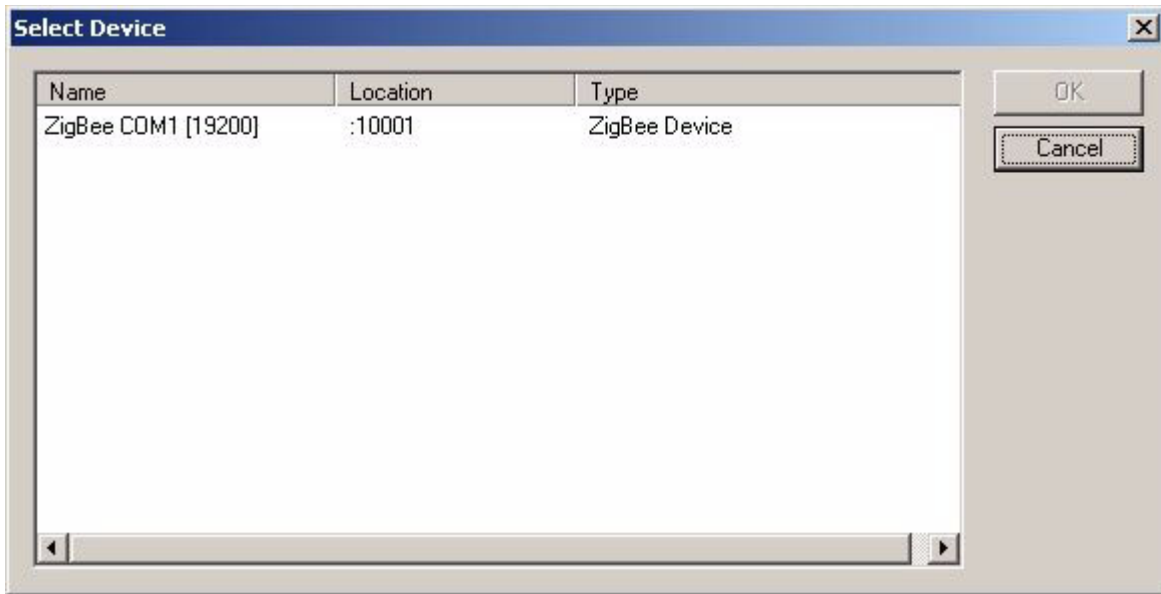 Select Device
Name Location Type
ZigBee COM1 [19200] :10001 ZigBee Device
OK
Cancel